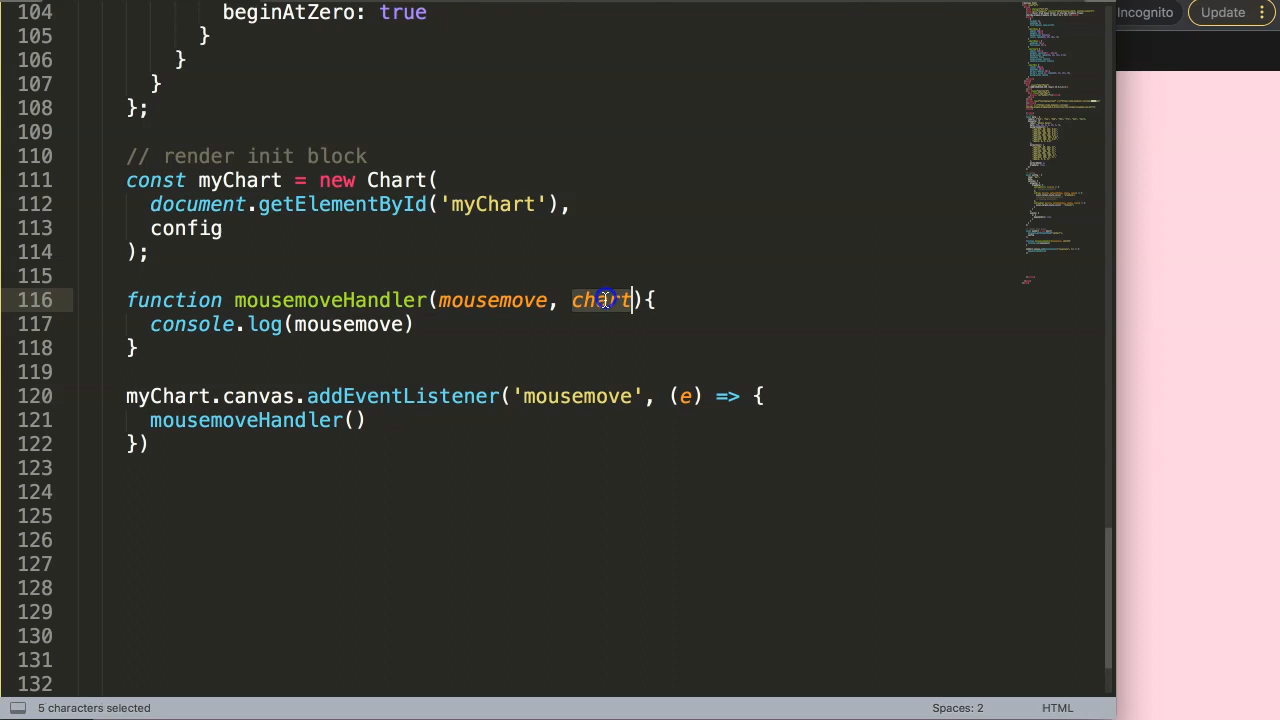 Incognito
Update
104 beginAtZero: true
105 }
106 }
107 }
108 };
109
110 // render init block
111 const myChart = new Chart(
112 document.getElementById('myChart'),
113 config
114 );
115
116 function mousemoveHandler(mousemove, chart){
117 console.log(mousemove)
118 }
119
120 myChart.canvas.addEventListener('mousemove', (e) => {
121 mousemoveHandler()
122 })
123
124
125
126
127
128
129
130
131
132
5 characters selected
Spaces: 2
HTML